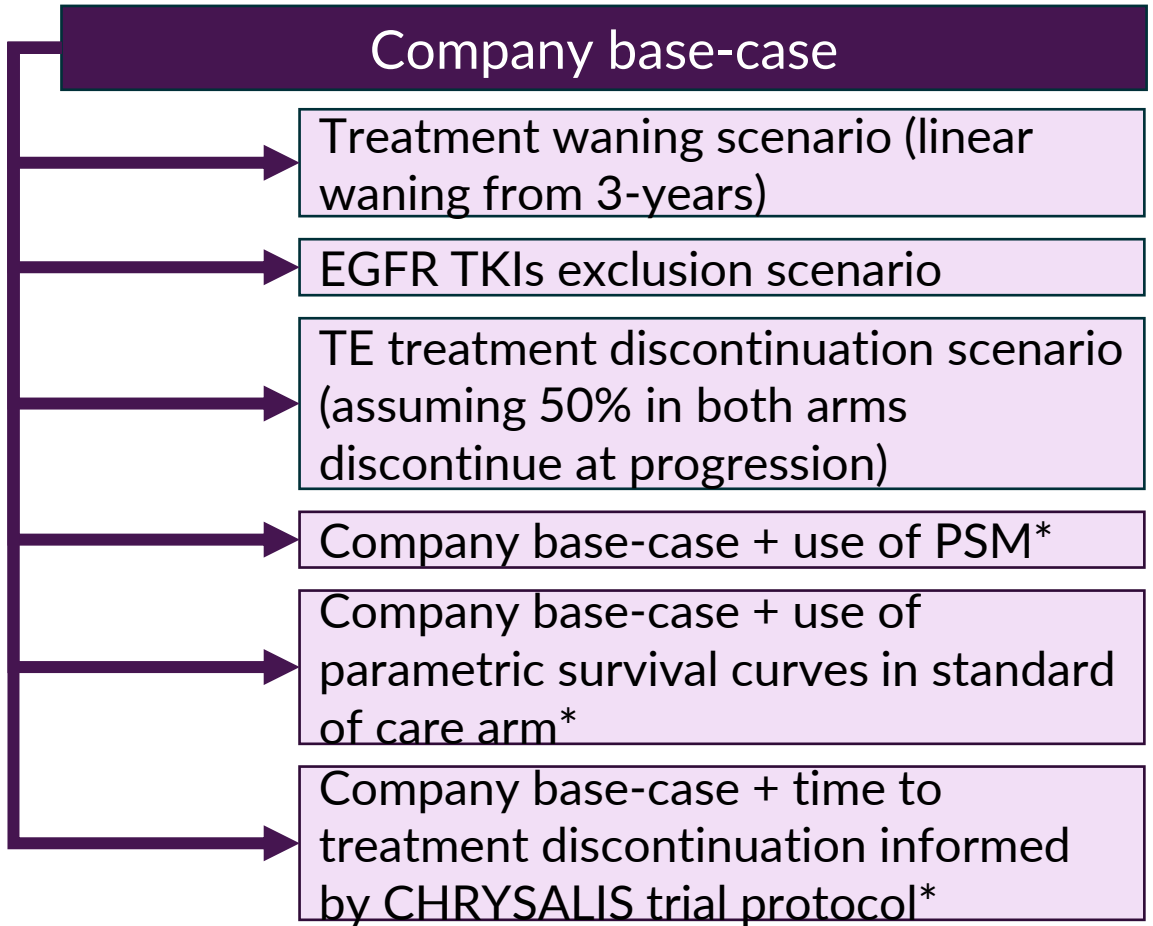 Company base-case
Treatment waning scenario (linear
waning from 3-years)
EGFR TKIs exclusion scenario
TE treatment discontinuation scenario
(assuming 50% in both arms
discontinue at progression)
Company base-case + use of PSM*
Company base-case + use of
parametric survival curves in standard
of care arm*
Company base-case + time to
treatment discontinuation informed
by CHRYSALIS trial protocol*